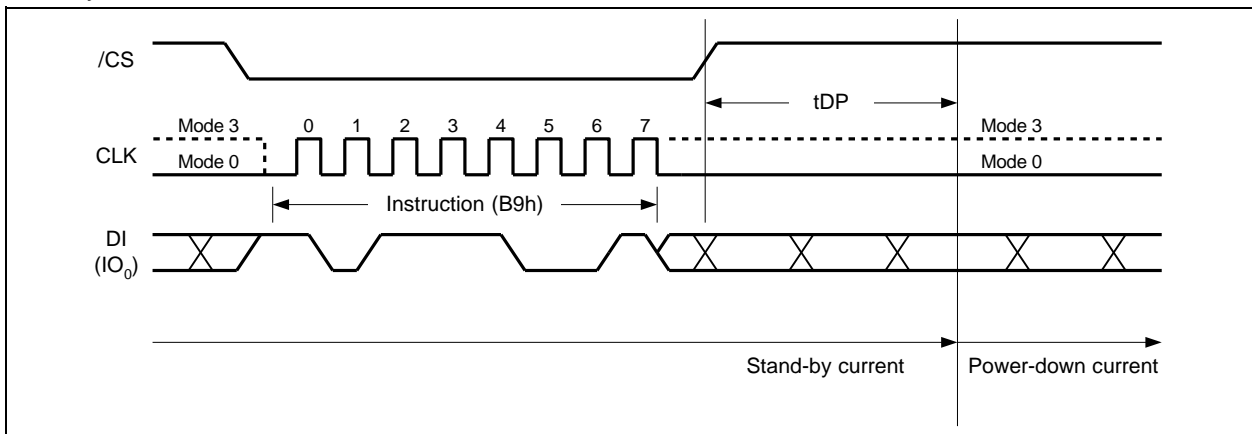 /CS
tDP
Mode 3
0 1 2 3 4 5 6 7
Mode 3
CLK
Mode 0
Mode 0
Instruction (B9h)
DI
(IO0)
Stand-by current
Power-down current